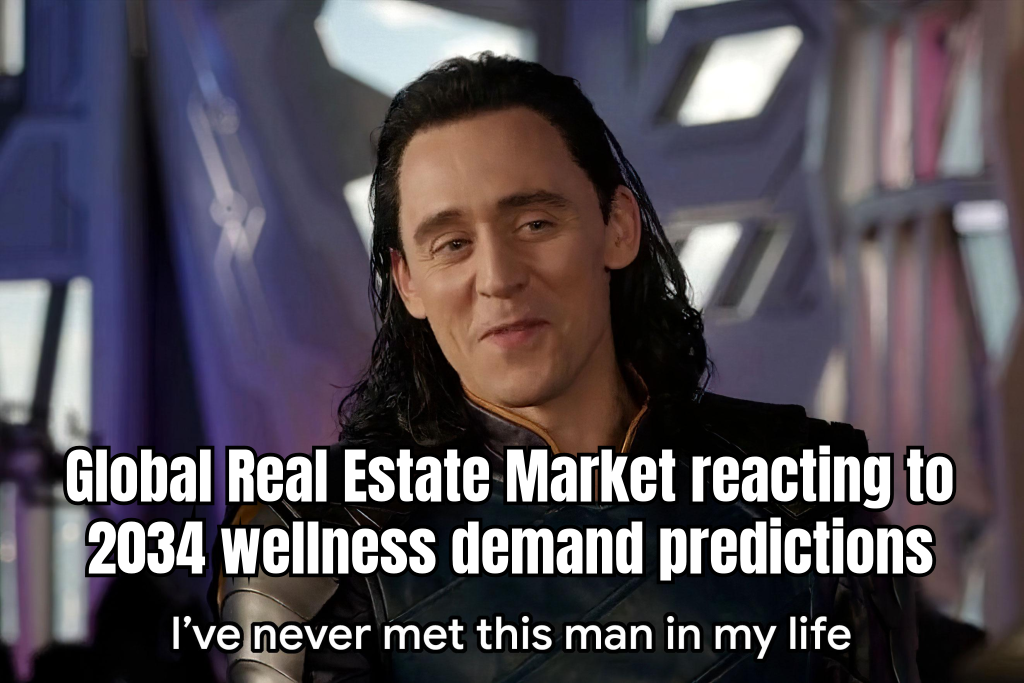 Global Real Estate Market reacting to
2034 wellness demand predictions
I’ve never met this man in my life